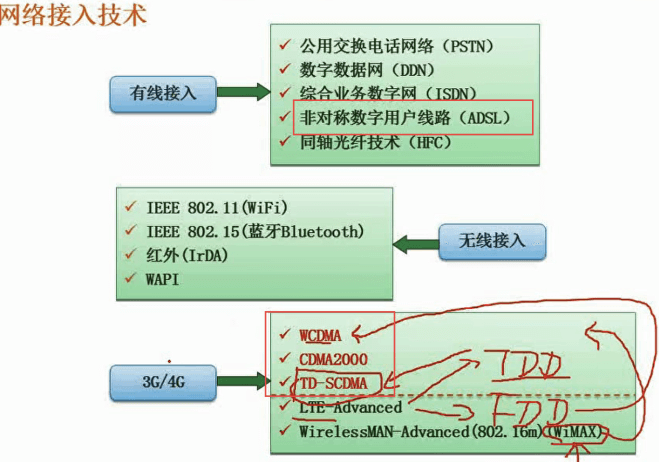 网络接入技术
有线接入
✓ 公用交换电话网络（PSTN）
✓ 数字数据网（DDN）
✓ 综合业务数字网（ISDN）
✓ 非对称数字用户线路（ADSL）
✓ 同轴光纤技术（HFC）
✓ IEEE 802.11(WiFi)
✓ IEEE 802.15(蓝牙Bluetooth)
✓ 红外(IrDA)
✓ WAPI
无线接入
3G/4G
✓ WCDMA
✓ CDMA2000
✓ TD-SCDMA
✓ LTE-Advanced
✓ WirelessMAN-Advanced(802.16m)(WiMAX)
TDD
FDD